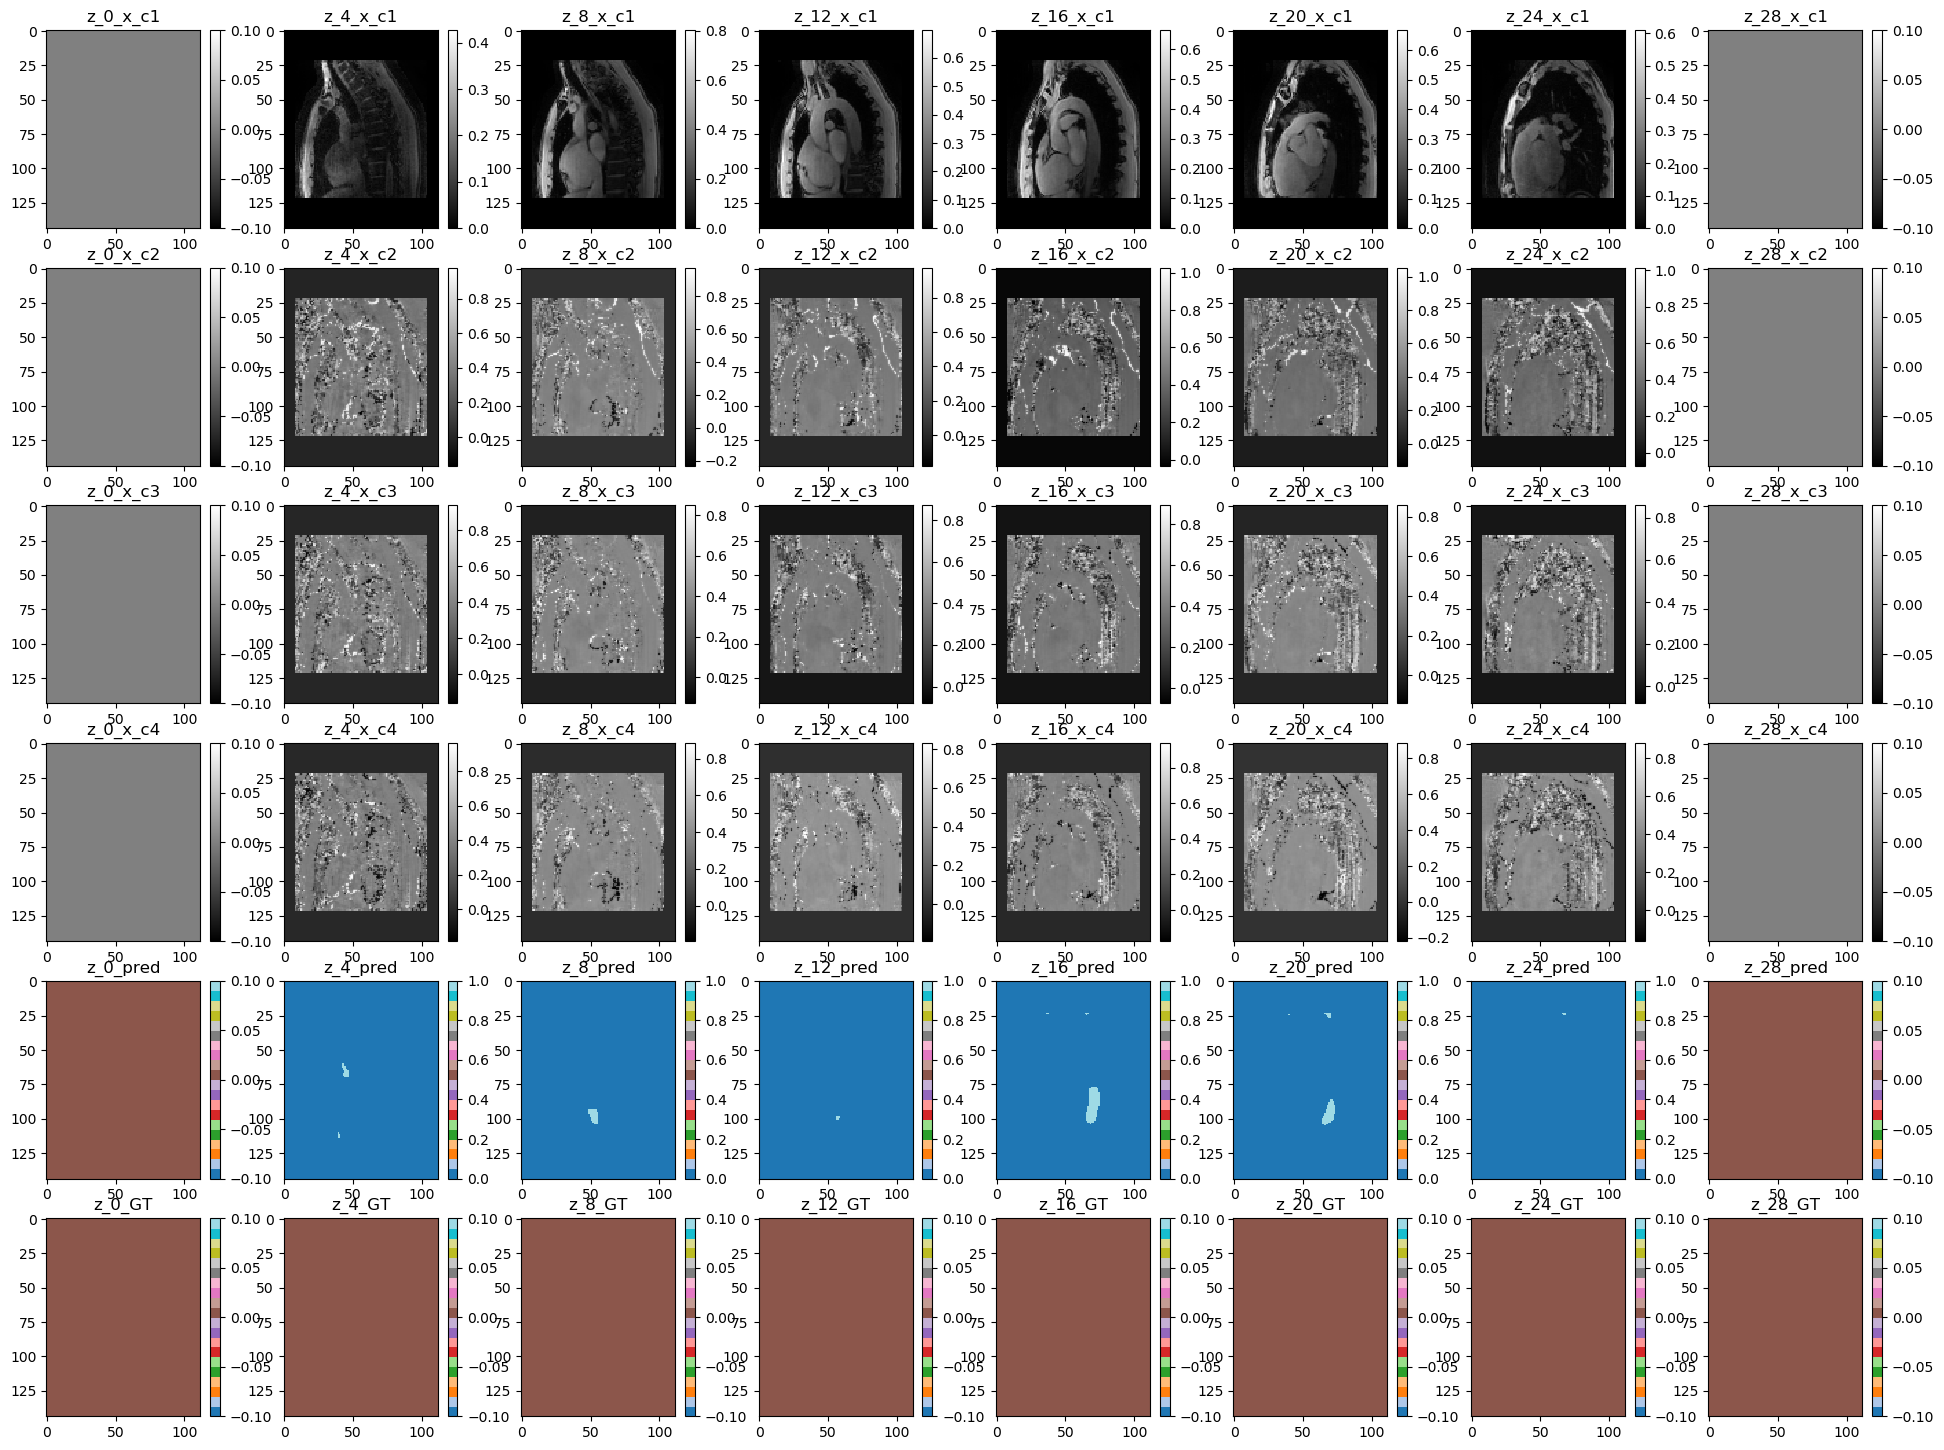 z_0_x_c1 z_4_x_c1 z_8_x_c1 z_12_x_c1 z_16_x_c1 z_20_x_c1 z_24_x_c1 z_28_x_c1
0 25 50 75 100 125 0 50 100 0.10 0.05 0.00 −0.05 −0.10
0 25 50 75 100 125 0 50 100 0.4 0.3 0.2 0.1 0.0
0 25 50 75 100 125 0 50 100 0.8 0.6 0.4 0.2 0.0
0 25 50 75 100 125 0 50 100 0.6 0.5 0.4 0.3 0.2 0.1 0.0
0 25 50 75 100 125 0 50 100 0.6 0.5 0.4 0.3 0.2 0.1 0.0
0 25 50 75 100 125 0 50 100 0.6 0.5 0.4 0.3 0.2 0.1 0.0
0 25 50 75 100 125 0 50 100 0.6 0.5 0.4 0.3 0.2 0.1 0.0
0 25 50 75 100 125 0 50 100 0.10 0.05 0.00 −0.05 −0.10
z_0_x_c2 z_4_x_c2 z_8_x_c2 z_12_x_c2 z_16_x_c2 z_20_x_c2 z_24_x_c2 z_28_x_c2
0 25 50 75 100 125 0 50 100 0.10 0.05 0.00 −0.05 −0.10
0 25 50 75 100 125 0 50 100 0.8 0.6 0.4 0.2 0.0
0 25 50 75 100 125 0 50 100 0.8 0.6 0.4 0.2 0.0 −0.2
0 25 50 75 100 125 0 50 100 0.8 0.6 0.4 0.2 0.0
0 25 50 75 100 125 0 50 100 1.0 0.8 0.6 0.4 0.2 0.0
0 25 50 75 100 125 0 50 100 1.0 0.8 0.6 0.4 0.2 0.0
0 25 50 75 100 125 0 50 100 1.0 0.8 0.6 0.4 0.2 0.0
0 25 50 75 100 125 0 50 100 0.10 0.05 0.00 −0.05 −0.10
z_0_x_c3 z_4_x_c3 z_8_x_c3 z_12_x_c3 z_16_x_c3 z_20_x_c3 z_24_x_c3 z_28_x_c3
0 25 50 75 100 125 0 50 100 0.10 0.05 0.00 −0.05 −0.10
0 25 50 75 100 125 0 50 100 0.8 0.6 0.4 0.2 0.0
0 25 50 75 100 125 0 50 100 0.8 0.6 0.4 0.2 0.0
0 25 50 75 100 125 0 50 100 0.8 0.6 0.4 0.2 0.0
0 25 50 75 100 125 0 50 100 0.8 0.6 0.4 0.2 0.0
0 25 50 75 100 125 0 50 100 0.8 0.6 0.4 0.2 0.0
0 25 50 75 100 125 0 50 100 0.8 0.6 0.4 0.2 0.0
0 25 50 75 100 125 0 50 100 0.10 0.05 0.00 −0.05 −0.10
z_0_x_c4 z_4_x_c4 z_8_x_c4 z_12_x_c4 z_16_x_c4 z_20_x_c4 z_24_x_c4 z_28_x_c4
0 25 50 75 100 125 0 50 100 0.10 0.05 0.00 −0.05 −0.10
0 25 50 75 100 125 0 50 100 0.8 0.6 0.4 0.2 0.0
0 25 50 75 100 125 0 50 100 0.8 0.6 0.4 0.2 0.0
0 25 50 75 100 125 0 50 100 0.8 0.6 0.4 0.2 0.0
0 25 50 75 100 125 0 50 100 0.8 0.6 0.4 0.2 0.0
0 25 50 75 100 125 0 50 100 0.8 0.6 0.4 0.2 0.0 −0.2
0 25 50 75 100 125 0 50 100 0.8 0.6 0.4 0.2 0.0
0 25 50 75 100 125 0 50 100 0.10 0.05 0.00 −0.05 −0.10
z_0_pred z_4_pred z_8_pred z_12_pred z_16_pred z_20_pred z_24_pred z_28_pred
0 25 50 75 100 125 0 50 100 0.10 0.05 0.00 −0.05 −0.10
0 25 50 75 100 125 0 50 100 1.0 0.8 0.6 0.4 0.2 0.0
0 25 50 75 100 125 0 50 100 1.0 0.8 0.6 0.4 0.2 0.0
0 25 50 75 100 125 0 50 100 1.0 0.8 0.6 0.4 0.2 0.0
0 25 50 75 100 125 0 50 100 1.0 0.8 0.6 0.4 0.2 0.0
0 25 50 75 100 125 0 50 100 1.0 0.8 0.6 0.4 0.2 0.0
0 25 50 75 100 125 0 50 100 1.0 0.8 0.6 0.4 0.2 0.0
0 25 50 75 100 125 0 50 100 0.10 0.05 0.00 −0.05 −0.10
z_0_GT z_4_GT z_8_GT z_12_GT z_16_GT z_20_GT z_24_GT z_28_GT
0 25 50 75 100 125 0 50 100 0.10 0.05 0.00 −0.05 −0.10
0 25 50 75 100 125 0 50 100 0.10 0.05 0.00 −0.05 −0.10
0 25 50 75 100 125 0 50 100 0.10 0.05 0.00 −0.05 −0.10
0 25 50 75 100 125 0 50 100 0.10 0.05 0.00 −0.05 −0.10
0 25 50 75 100 125 0 50 100 0.10 0.05 0.00 −0.05 −0.10
0 25 50 75 100 125 0 50 100 0.10 0.05 0.00 −0.05 −0.10
0 25 50 75 100 125 0 50 100 0.10 0.05 0.00 −0.05 −0.10
0 25 50 75 100 125 0 50 100 0.10 0.05 0.00 −0.05 −0.10